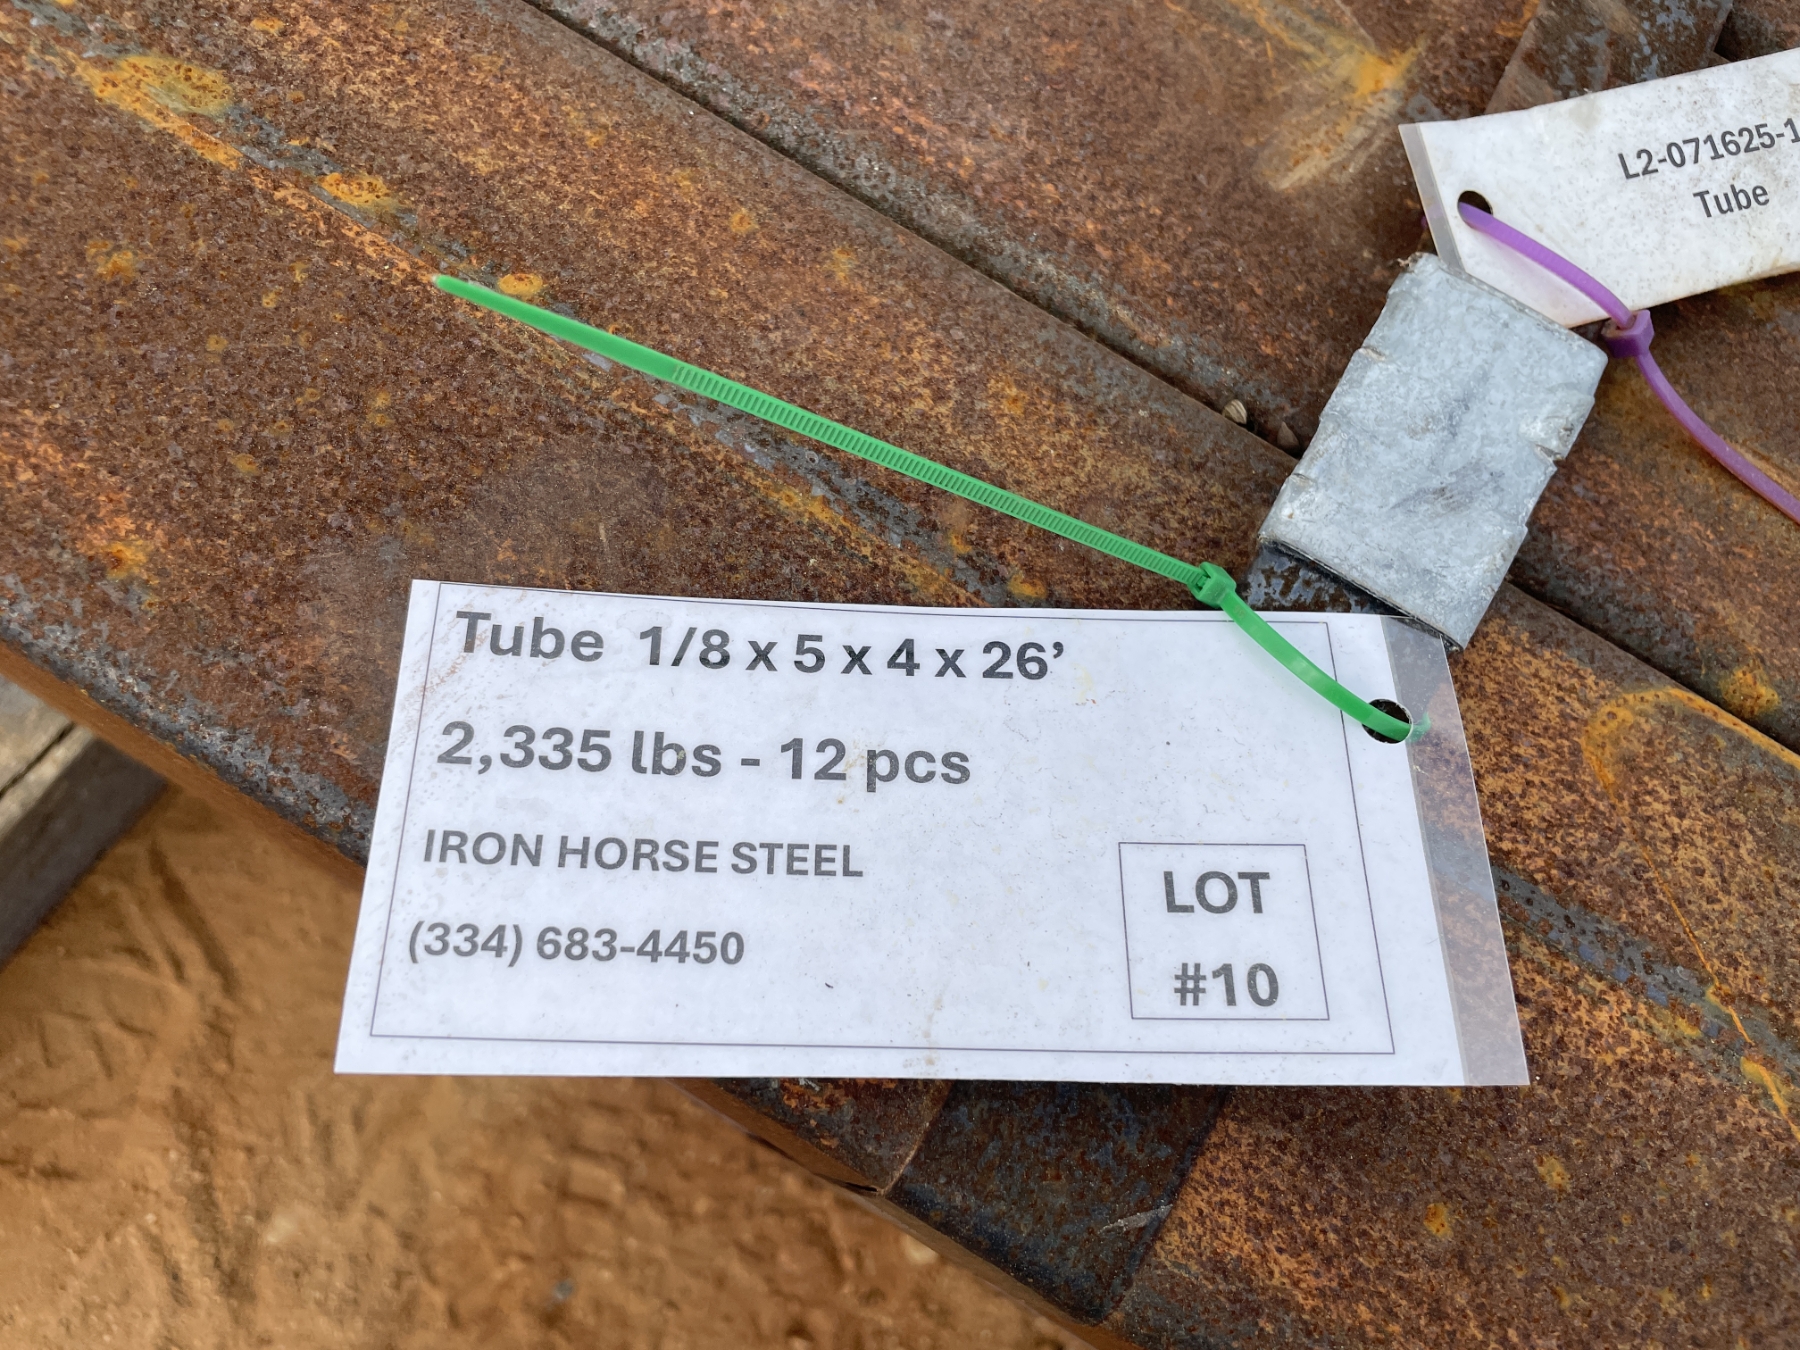 L2-071625-1
Tube
Tube 1/8 x 5 x 4 x 26’
2,335 lbs - 12 pcs
IRON HORSE STEEL
(334) 683-4450
LOT
#10